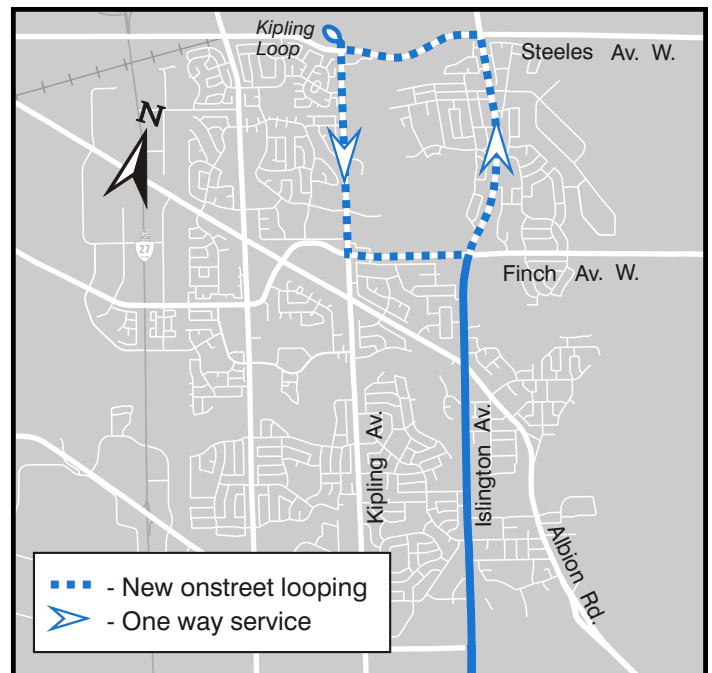 Kipling
Loop
Steeles Av. W.
N
27
Finch Av. W.
Kipling Av.
Islington Av.
Albion Rd.
- New onstreet looping
- One way service